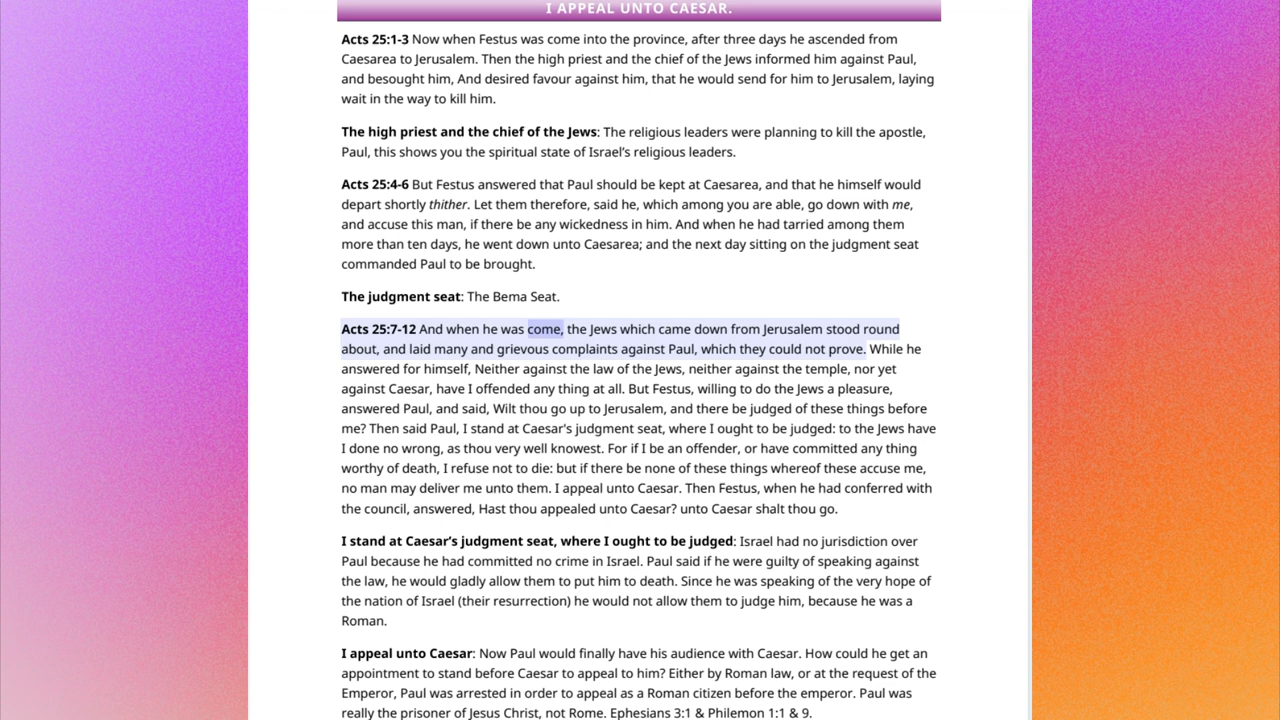 I APPEAL UNTO CAESAR.
Acts 25:1-3 Now when Festus was come into the province, after three days he ascended from
Caesarea to Jerusalem. Then the high priest and the chief of the Jews informed him against Paul,
and besought him, And desired favour against him, that he would send for him to Jerusalem, laying
wait in the way to kill him.
The high priest and the chief of the Jews: The religious leaders were planning to kill the apostle,
Paul, this shows you the spiritual state of Israel’s religious leaders.
Acts 25:4-6 But Festus answered that Paul should be kept at Caesarea, and that he himself would
depart shortly thither. Let them therefore, said he, which among you are able, go down with me,
and accuse this man, if there be any wickedness in him. And when he had tarried among them
more than ten days, he went down unto Caesarea; and the next day sitting on the judgment seat
commanded Paul to be brought.
The judgment seat: The Bema Seat.
Acts 25:7-12 And when he was come, the Jews which came down from Jerusalem stood round
about, and laid many and grievous complaints against Paul, which they could not prove. While he
answered for himself, Neither against the law of the Jews, neither against the temple, nor yet
against Caesar, have I offended any thing at all. But Festus, willing to do the Jews a pleasure,
answered Paul, and said, Wilt thou go up to Jerusalem, and there be judged of these things before
me? Then said Paul, I stand at Caesar's judgment seat, where I ought to be judged: to the Jews have
I done no wrong, as thou very well knowest. For if I be an offender, or have committed any thing
worthy of death, I refuse not to die: but if there be none of these things whereof these accuse me,
no man may deliver me unto them. I appeal unto Caesar. Then Festus, when he had conferred with
the council, answered, Hast thou appealed unto Caesar? unto Caesar shalt thou go.
I stand at Caesar’s judgment seat, where I ought to be judged: Israel had no jurisdiction over
Paul because he had committed no crime in Israel. Paul said if he were guilty of speaking against
the law, he would gladly allow them to put him to death. Since he was speaking of the very hope of
the nation of Israel (their resurrection) he would not allow them to judge him, because he was a
Roman.
I appeal unto Caesar: Now Paul would finally have his audience with Caesar. How could he get an
appointment to stand before Caesar to appeal to him? Either by Roman law, or at the request of the
Emperor, Paul was arrested in order to appeal as a Roman citizen before the emperor. Paul was
really the prisoner of Jesus Christ, not Rome. Ephesians 3:1 & Philemon 1:1 & 9.